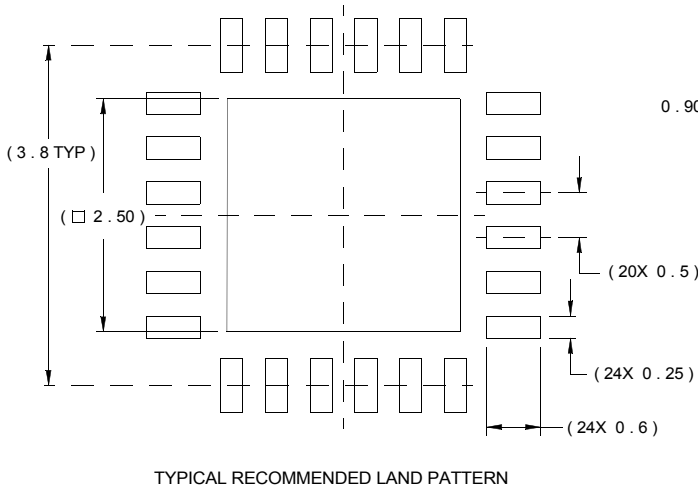 0.90
( 3 . 8 TYP )
( □ 2 . 50 )
( 20X 0 . 5 )
( 24X 0 . 25 )
( 24X 0 . 6 )
TYPICAL RECOMMENDED LAND PATTERN